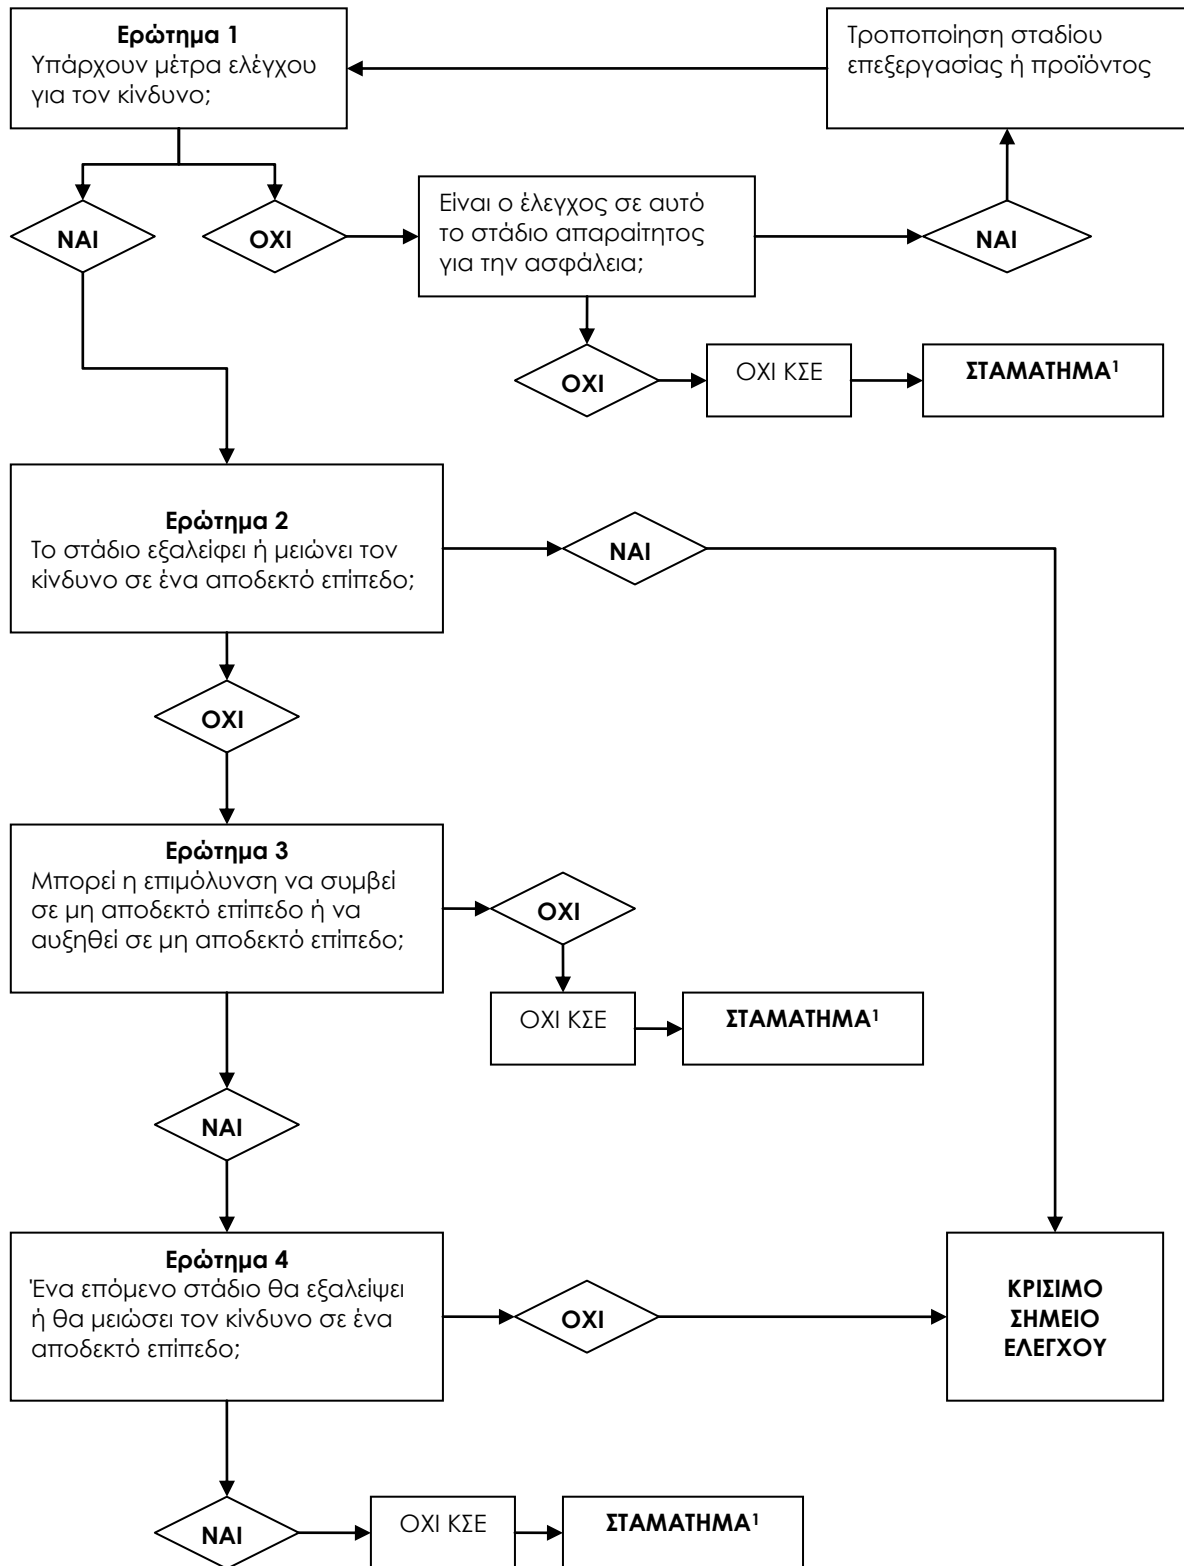 Ερώτημα 1
Υπάρχουν μέτρα ελέγχου
για τον κίνδυνο;
Τροποποίηση σταδίου
επεξεργασίας ή προϊόντος
ΝΑΙ
ΟΧΙ
Είναι ο έλεγχος σε αυτό
το στάδιο απαραίτητος
για την ασφάλεια;
ΝΑΙ
ΟΧΙ
ΟΧΙ ΚΣΕ
ΣΤΑΜΑΤΗΜΑ¹
Ερώτημα 2
Το στάδιο εξαλείφει ή μειώνει τον
κίνδυνο σε ένα αποδεκτό επίπεδο;
ΝΑΙ
ΟΧΙ
Ερώτημα 3
Μπορεί η επιμόλυνση να συμβεί
σε μη αποδεκτό επίπεδο ή να
αυξηθεί σε μη αποδεκτό επίπεδο;
ΟΧΙ
ΟΧΙ ΚΣΕ
ΣΤΑΜΑΤΗΜΑ¹
ΝΑΙ
Ερώτημα 4
Ένα επόμενο στάδιο θα εξαλείψει
ή θα μειώσει τον κίνδυνο σε ένα
αποδεκτό επίπεδο;
ΟΧΙ
ΚΡΙΣΙΜΟ
ΣΗΜΕΙΟ
ΕΛΕΓΧΟΥ
ΝΑΙ
ΟΧΙ ΚΣΕ
ΣΤΑΜΑΤΗΜΑ¹